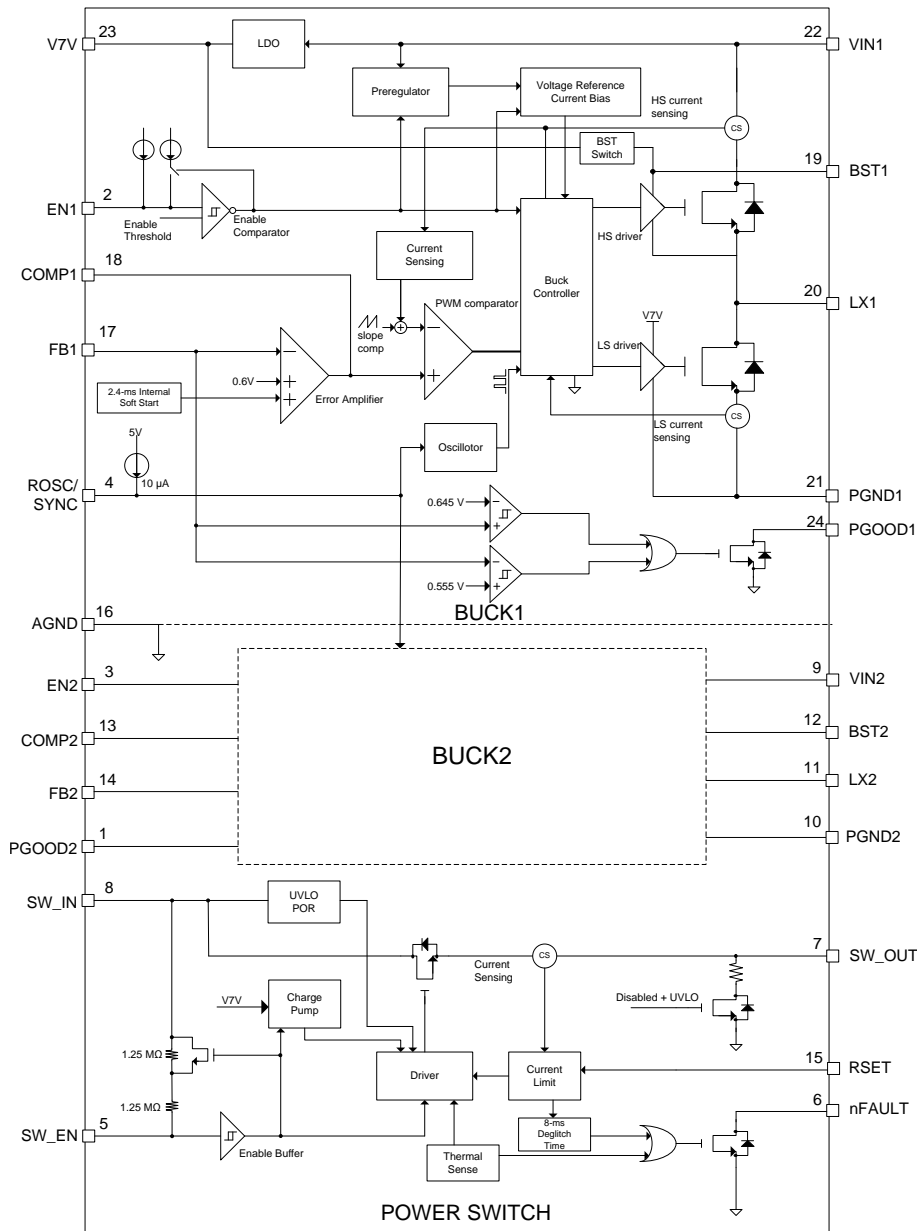 23
V7V
LDO
22
VIN1
Preregulator
Voltage Reference
Current Bias
HS current
sensing
CS
BST
Switch
19
BST1
2
EN1
Enable
Threshold
Enable
Comparator
HS driver
18
COMP1
Current
Sensing
Buck
Controller
20
LX1
17
FB1
PWM comparator
slope
comp
V7V
LS driver
0.6V
2.4-ms Internal
Soft Start
Error Amplifier
CS
LS current
sensing
5V
10 µA
Oscillotor
4
ROSC/
SYNC
21
PGND1
0.645 V
24
PGOOD1
0.555 V
BUCK1
16
AGND
3
EN2
9
VIN2
13
COMP2
12
BST2
BUCK2
14
FB2
11
LX2
1
PGOOD2
10
PGND2
8
SW_IN
UVLO
POR
7
SW_OUT
Current
Sensing
CS
V7V
Charge
Pump
Disabled + UVLO
1.25 MΩ
Driver
Current
Limit
15
RSET
1.25 MΩ
6
nFAULT
5
SW_EN
Enable Buffer
8-ms
Deglitch
Time
Thermal
Sense
POWER SWITCH